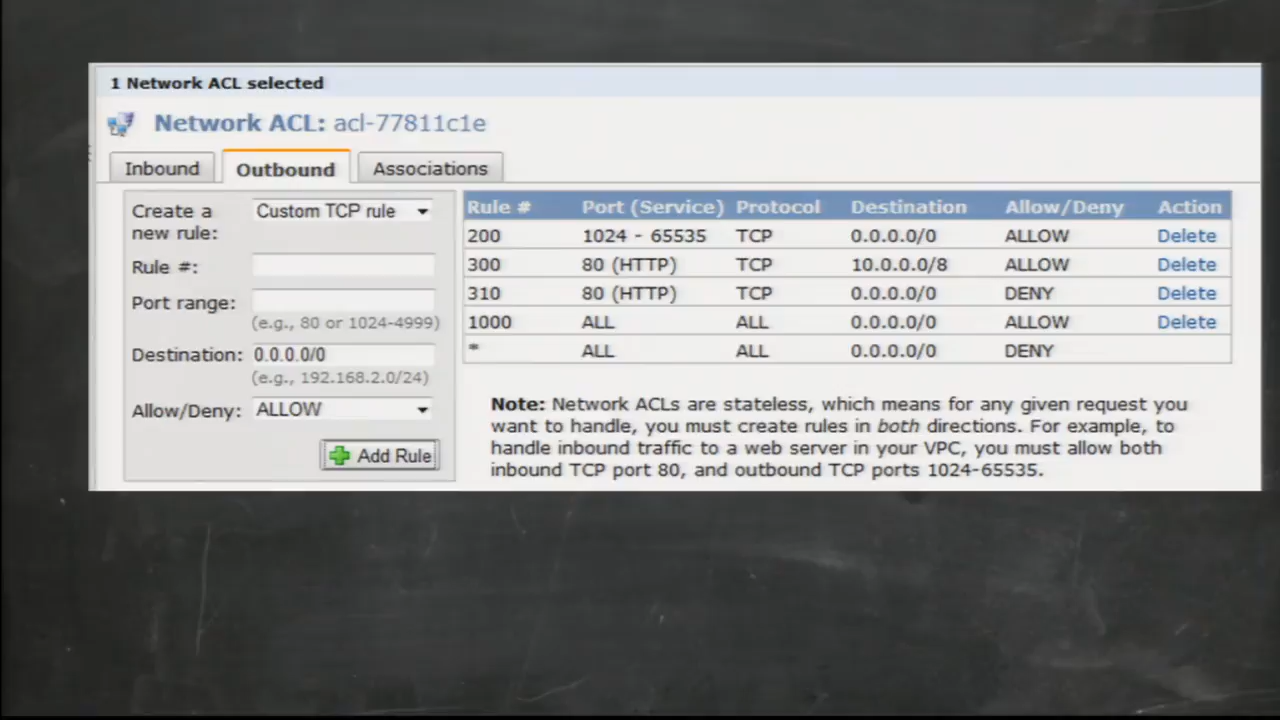 1 Network ACL selected
Network ACL: acl-77811c1e
Inbound Outbound Associations
Create a new rule: Custom TCP rule
Rule #:
Port range:
(e.g., 80 or 1024-4999)
Destination: 0.0.0.0/0
(e.g., 192.168.2.0/24)
Allow/Deny: ALLOW
Add Rule
Rule # Port (Service) Protocol Destination Allow/Deny Action
200 1024 - 65535 TCP 0.0.0.0/0 ALLOW Delete
300 80 (HTTP) TCP 10.0.0.0/8 ALLOW Delete
310 80 (HTTP) TCP 0.0.0.0/0 DENY Delete
1000 ALL ALL 0.0.0.0/0 ALLOW Delete
* ALL ALL 0.0.0.0/0 DENY
Note: Network ACLs are stateless, which means for any given request you
want to handle, you must create rules in both directions. For example, to
handle inbound traffic to a web server in your VPC, you must allow both
inbound TCP port 80, and outbound TCP ports 1024-65535.